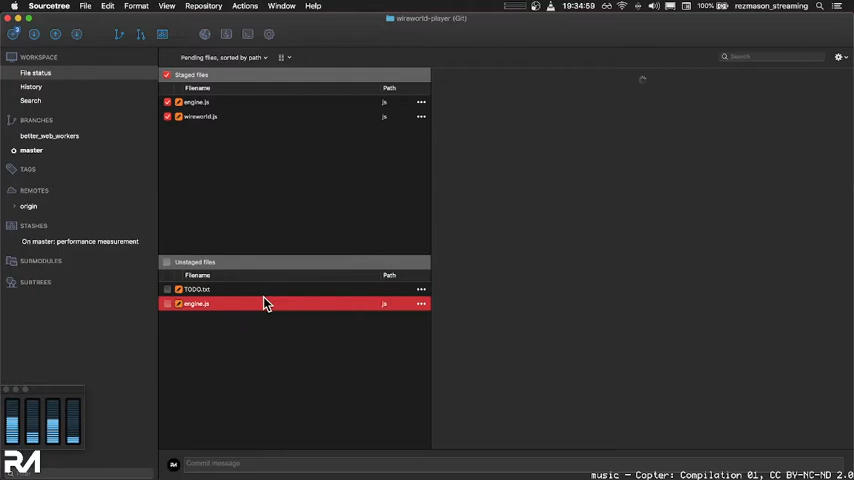 Sourcetree File Edit Format View Repository Actions Window Help 100% 19:34:59 rezmason_streaming
wireworld-player (Git)
Pending files, sorted by path
Search
WORKSPACE
File status
History
Search
BRANCHES
better_web_workers
master
TAGS
REMOTES
origin
STASHES
On master: performance measurement
SUBMODULES
SUBTREES
Staged files
Filename Path
engine.js js
wireworld.js js
Unstaged files
Filename Path
TODO.txt
engine.js js
Commit message
RM
music - Copter: Compilation 01, CC BY-NC-ND 2.0